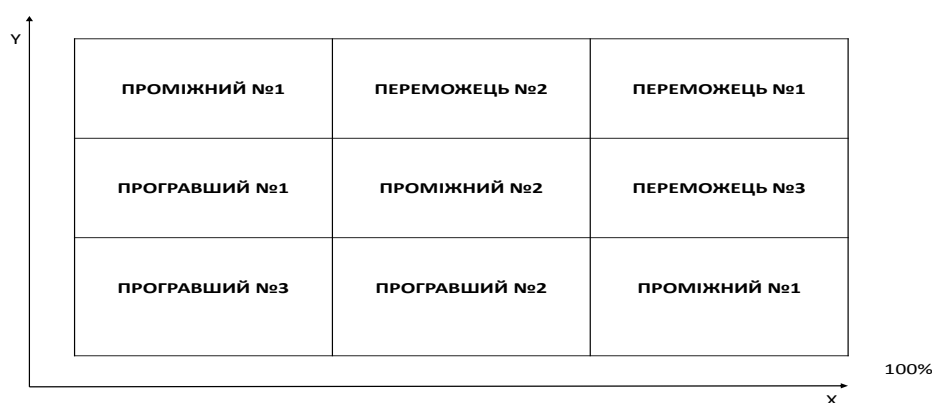 Y
ПРОМІЖНИЙ №1 ПЕРЕМОЖЕЦЬ №2 ПЕРЕМОЖЕЦЬ №1
ПРОГРАВШИЙ №1 ПРОМІЖНИЙ №2 ПЕРЕМОЖЕЦЬ №3
ПРОГРАВШИЙ №3 ПРОГРАВШИЙ №2 ПРОМІЖНИЙ №1
100%
X